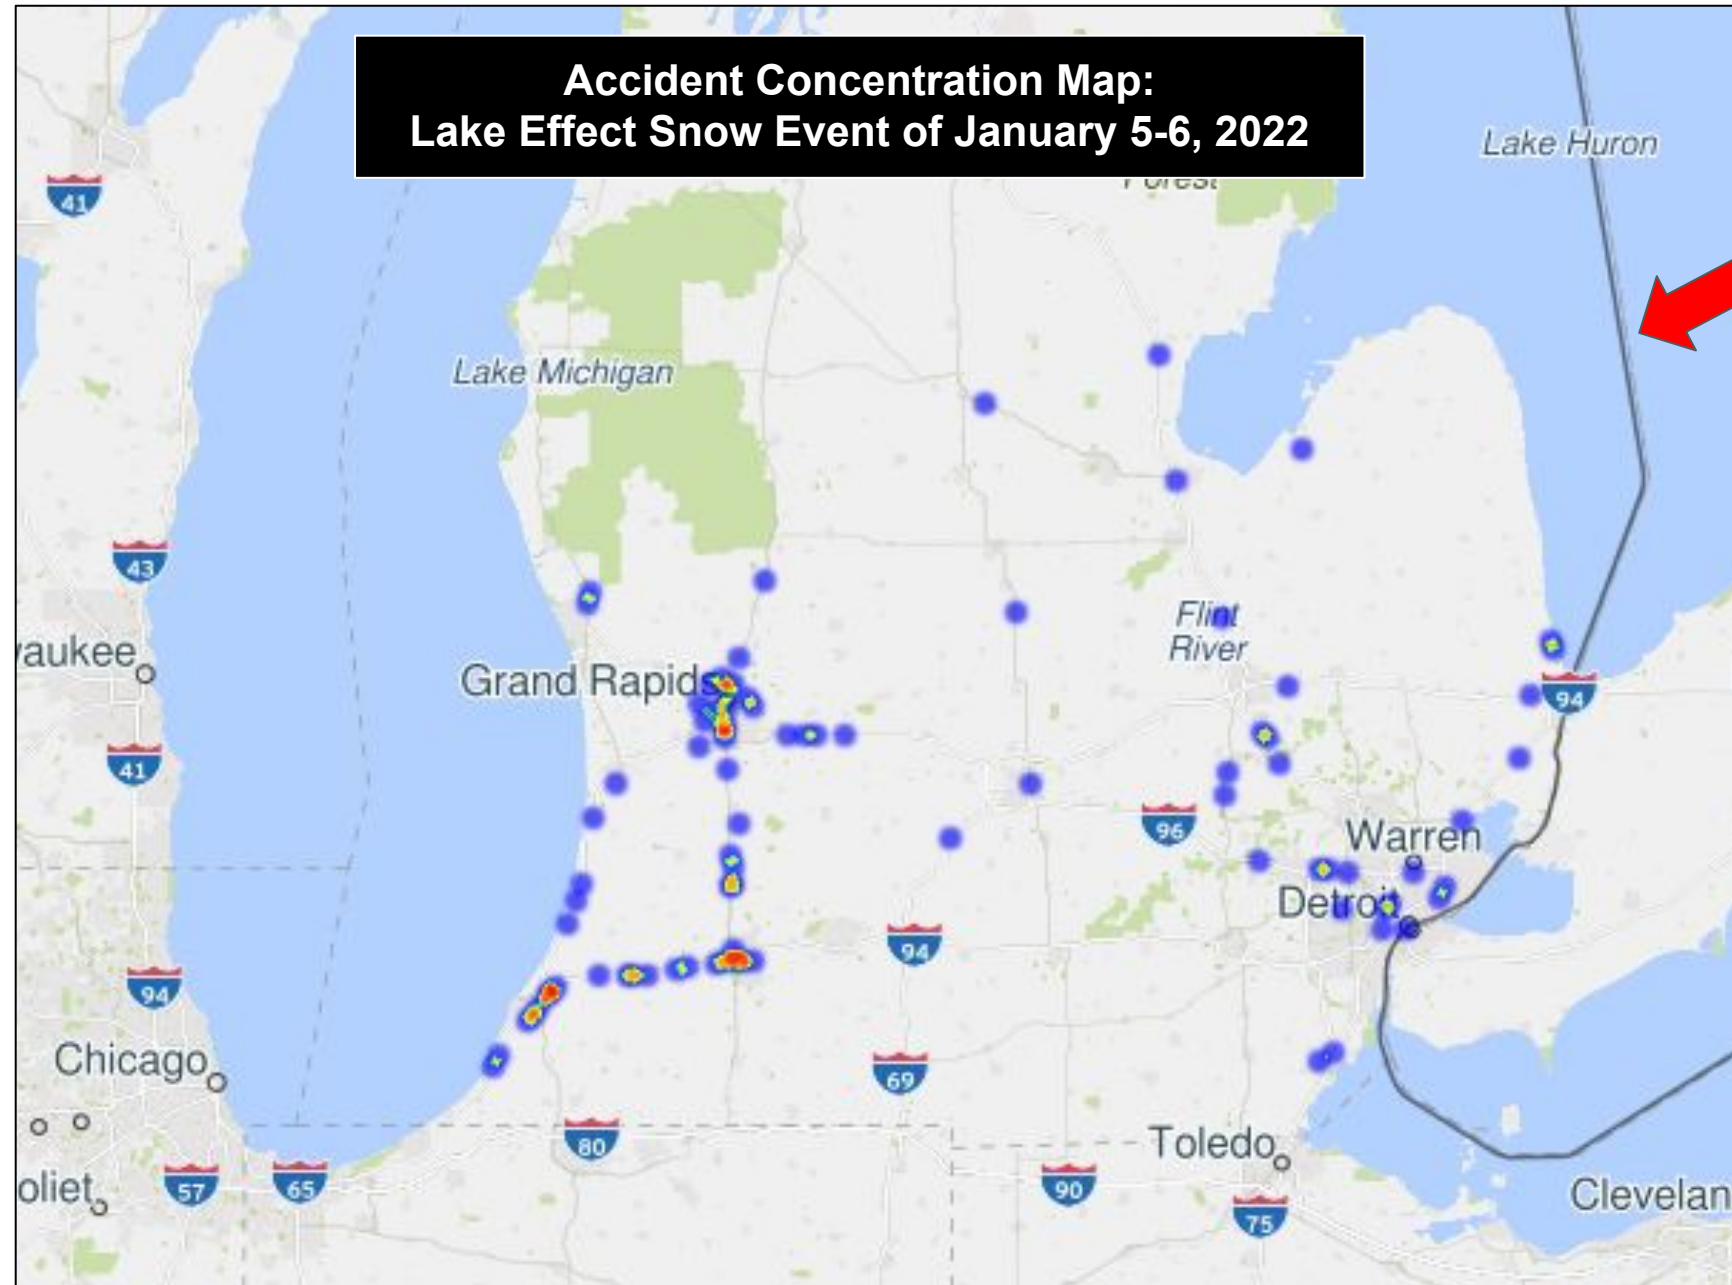 Accident Concentration Map:
Lake Effect Snow Event of January 5-6, 2022
Lake Huron
Forest
41
Lake Michigan
43
Flint
River
waukee
Grand Rapids
94
41
96
Warren
Detroit
94
94
Chicago
69
80
Toledo
oliet
57
65
90
75
Clevelan